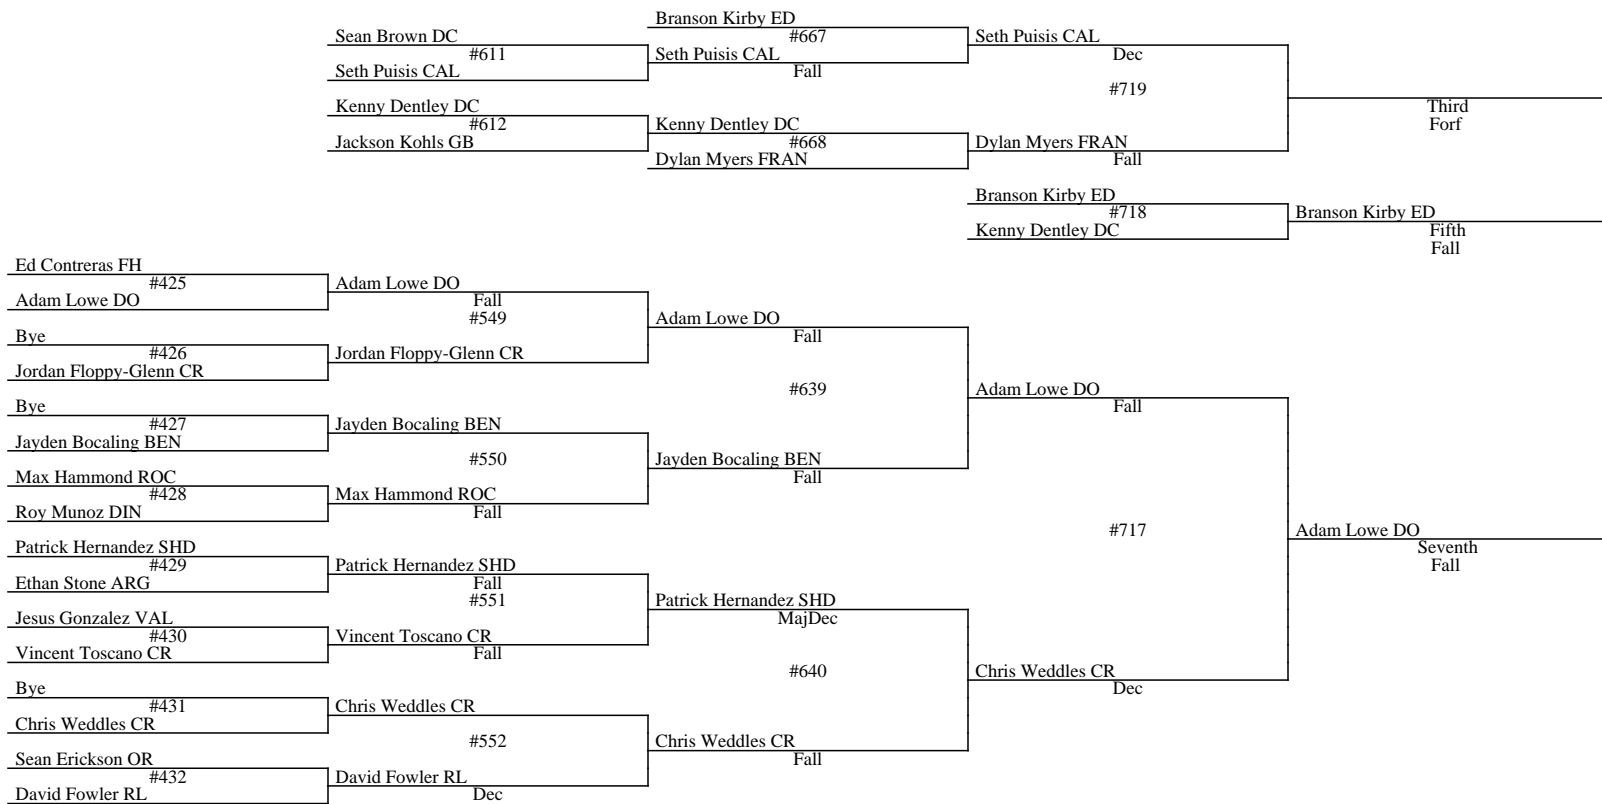 Branson Kirby ED
Sean Brown DC
#667
Seth Puisis CAL
#611
Seth Puisis CAL
Dec
Seth Puisis CAL
Fall
#719
Kenny Dentley DC
Third
#612
Kenny Dentley DC
Forf
Jackson Kohls GB
#668
Dylan Myers FRAN
Dylan Myers FRAN
Fall
Branson Kirby ED
#718
Branson Kirby ED
Kenny Dentley DC
Fifth
Fall
Ed Contreras FH
#425
Adam Lowe DO
Adam Lowe DO
Fall
#549
Adam Lowe DO
Bye
Fall
#426
Jordan Floppy-Glenn CR
Jordan Floppy-Glenn CR
#639
Adam Lowe DO
Bye
Fall
#427
Jayden Bocaling BEN
Jayden Bocaling BEN
#550
Jayden Bocaling BEN
Max Hammond ROC
Fall
#428
Max Hammond ROC
Roy Munoz DIN
Fall
#717
Adam Lowe DO
Patrick Hernandez SHD
Seventh
#429
Patrick Hernandez SHD
Fall
Ethan Stone ARG
Fall
#551
Patrick Hernandez SHD
Jesus Gonzalez VAL
MajDec
#430
Vincent Toscano CR
Vincent Toscano CR
Fall
#640
Chris Weddles CR
Bye
Dec
#431
Chris Weddles CR
Chris Weddles CR
#552
Chris Weddles CR
Sean Erickson OR
Fall
#432
David Fowler RL
David Fowler RL
Dec